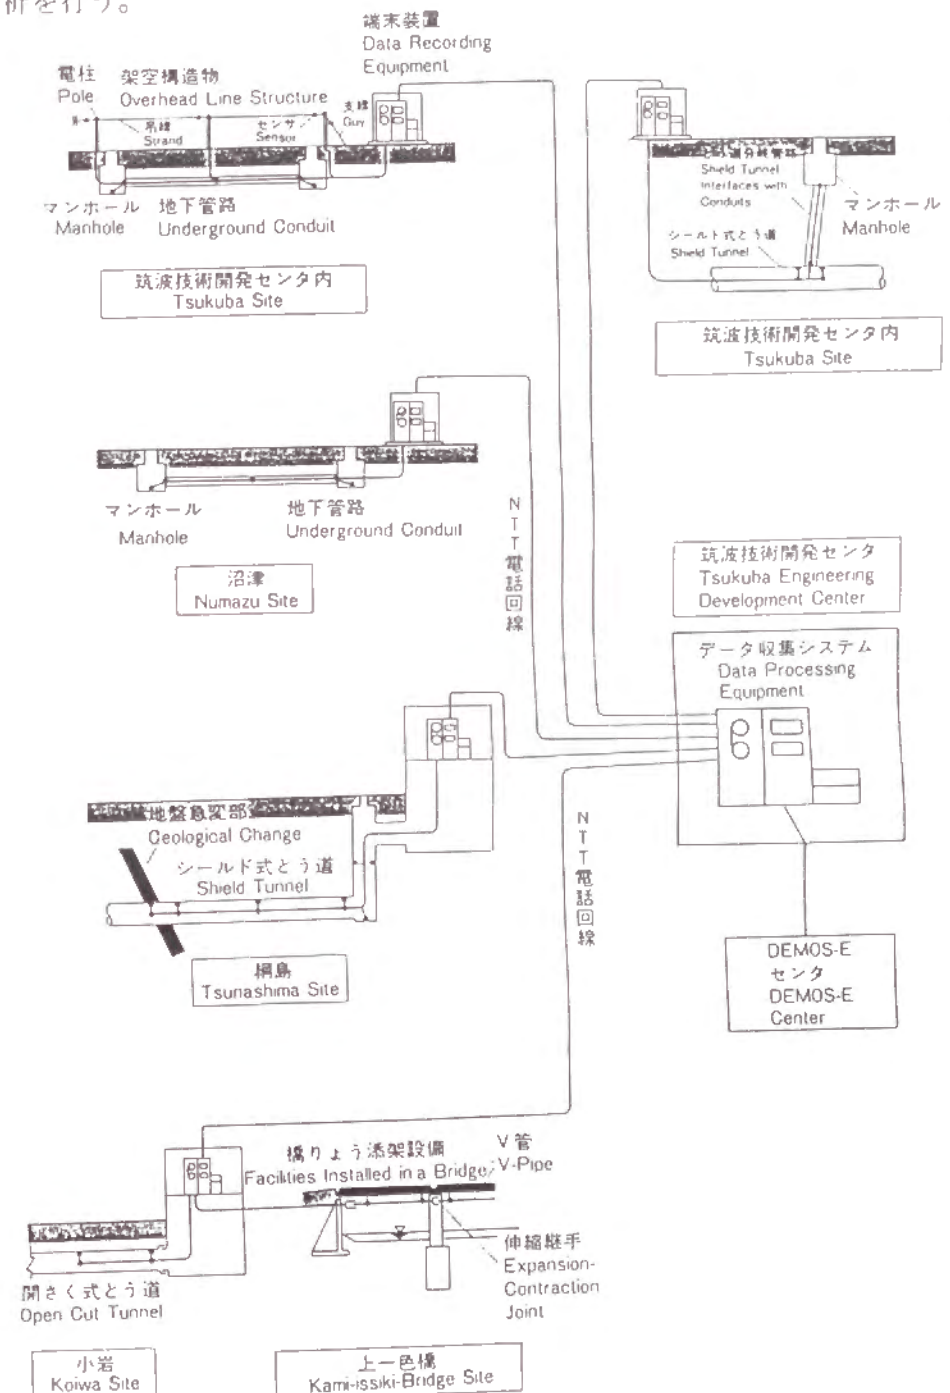 析を行う。
端末装置
Data Recording
Equipment
電柱
Pole
架空構造物
Overhead Line Structure
支線
Guy
吊線
Strand
センサ
Sensor
マンホール
Manhole
地下管路
Underground Conduit
筑波技術開発センタ内
Tsukuba Site
とう道分岐管路
Shield Tunnel
Interfaces with
Conduits
マンホール
Manhole
シールド式とう道
Shield Tunnel
筑波技術開発センタ内
Tsukuba Site
マンホール
Manhole
地下管路
Underground Conduit
沼津
Numazu Site
NTT電話回線
筑波技術開発センタ
Tsukuba Engineering
Development Center
データ収集システム
Data Processing
Equipment
地盤急変部
Geological Change
シールド式とう道
Shield Tunnel
綱島
Tsunashima Site
NTT電話回線
DEMOS-E
センタ
DEMOS-E
Center
橋りょう添架設備
Facilities Installed in a Bridge
V管
V-Pipe
伸縮継手
Expansion-
Contraction
Joint
開さく式とう道
Open Cut Tunnel
小岩
Koiwa Site
上一色橋
Kami-issiki-Bridge Site